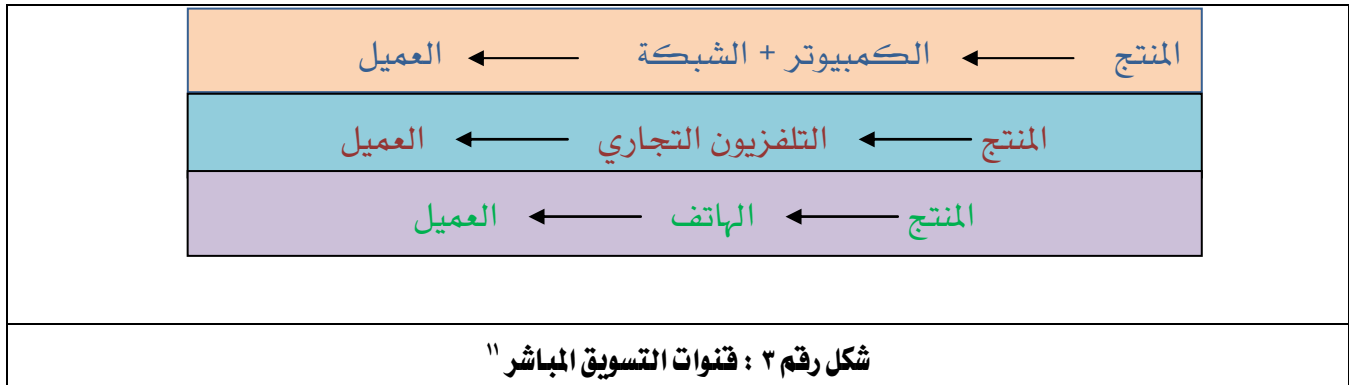 المنتج ← الكمبيوتر + الشبكة ← العميل
المنتج ← التلفزيون التجاري ← العميل
المنتج ← الهاتف ← العميل
شكل رقم ٣ : قنوات التسويق المباشر ١١